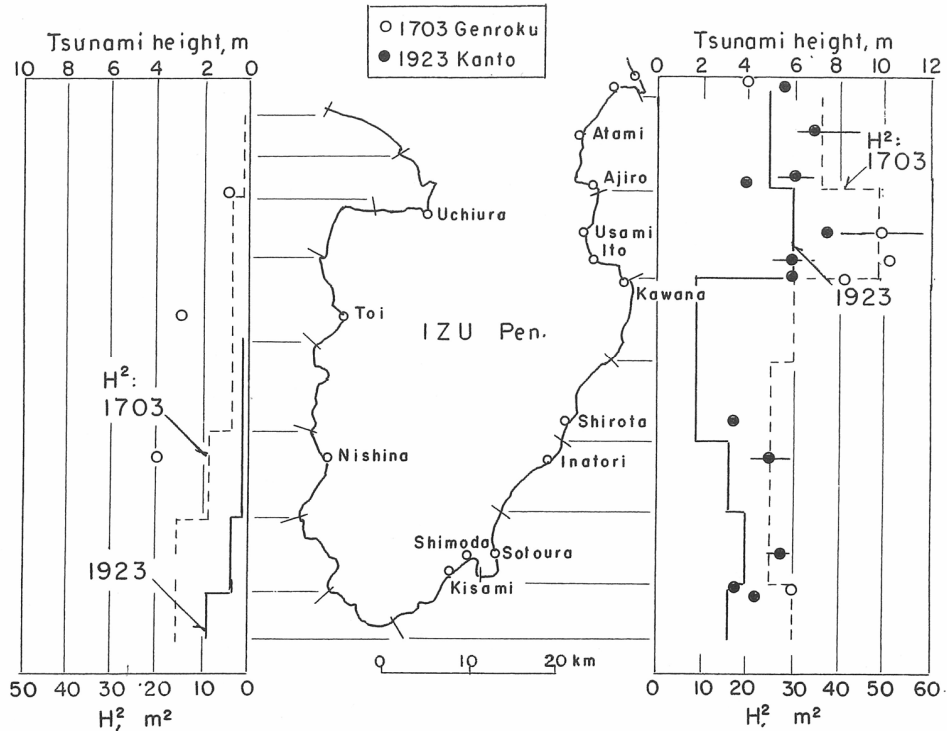 ○ 1703 Genroku
● 1923 Kanto
Tsunami height, m
10 8 6 4 2 0
Tsunami height, m
0 2 4 6 8 10 12
Atami
H²:
1703
Ajiro
Uchiura
Usami
Ito
Kawana
1923
Toi
IZU Pen.
H²:
1703
Shirota
Nishina
Inatori
Shimoda
Sotoura
1923
Kisami
0 10 20 km
50 40 30 20 10 0
H², m²
0 10 20 30 40 50 60
H², m²